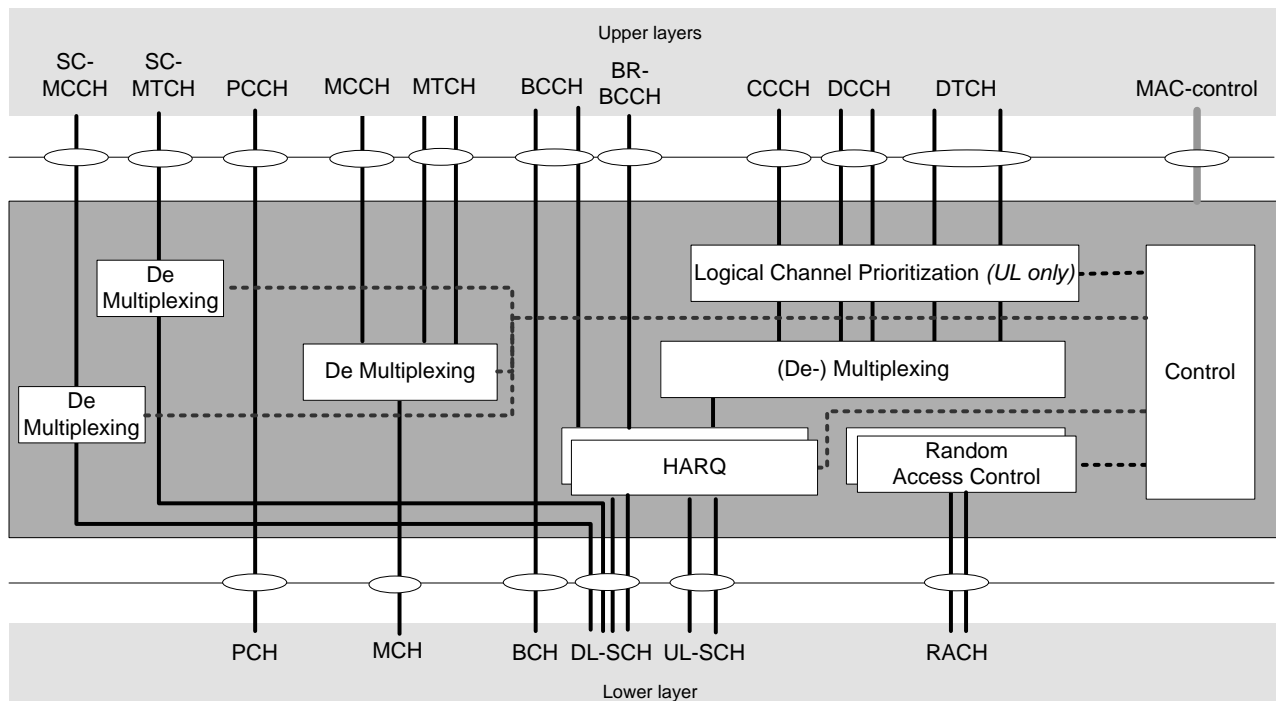 Upper layers
SC-
MCCH
SC-
MTCH
PCCH
MCCH
MTCH
BCCH
BR-
BCCH
CCCH
DCCH
DTCH
MAC-control
De
Multiplexing
Logical Channel Prioritization (UL only)
De Multiplexing
(De-) Multiplexing
Control
De
Multiplexing
HARQ
Random
Access Control
PCH
MCH
BCH
DL-SCH
UL-SCH
RACH
Lower layer